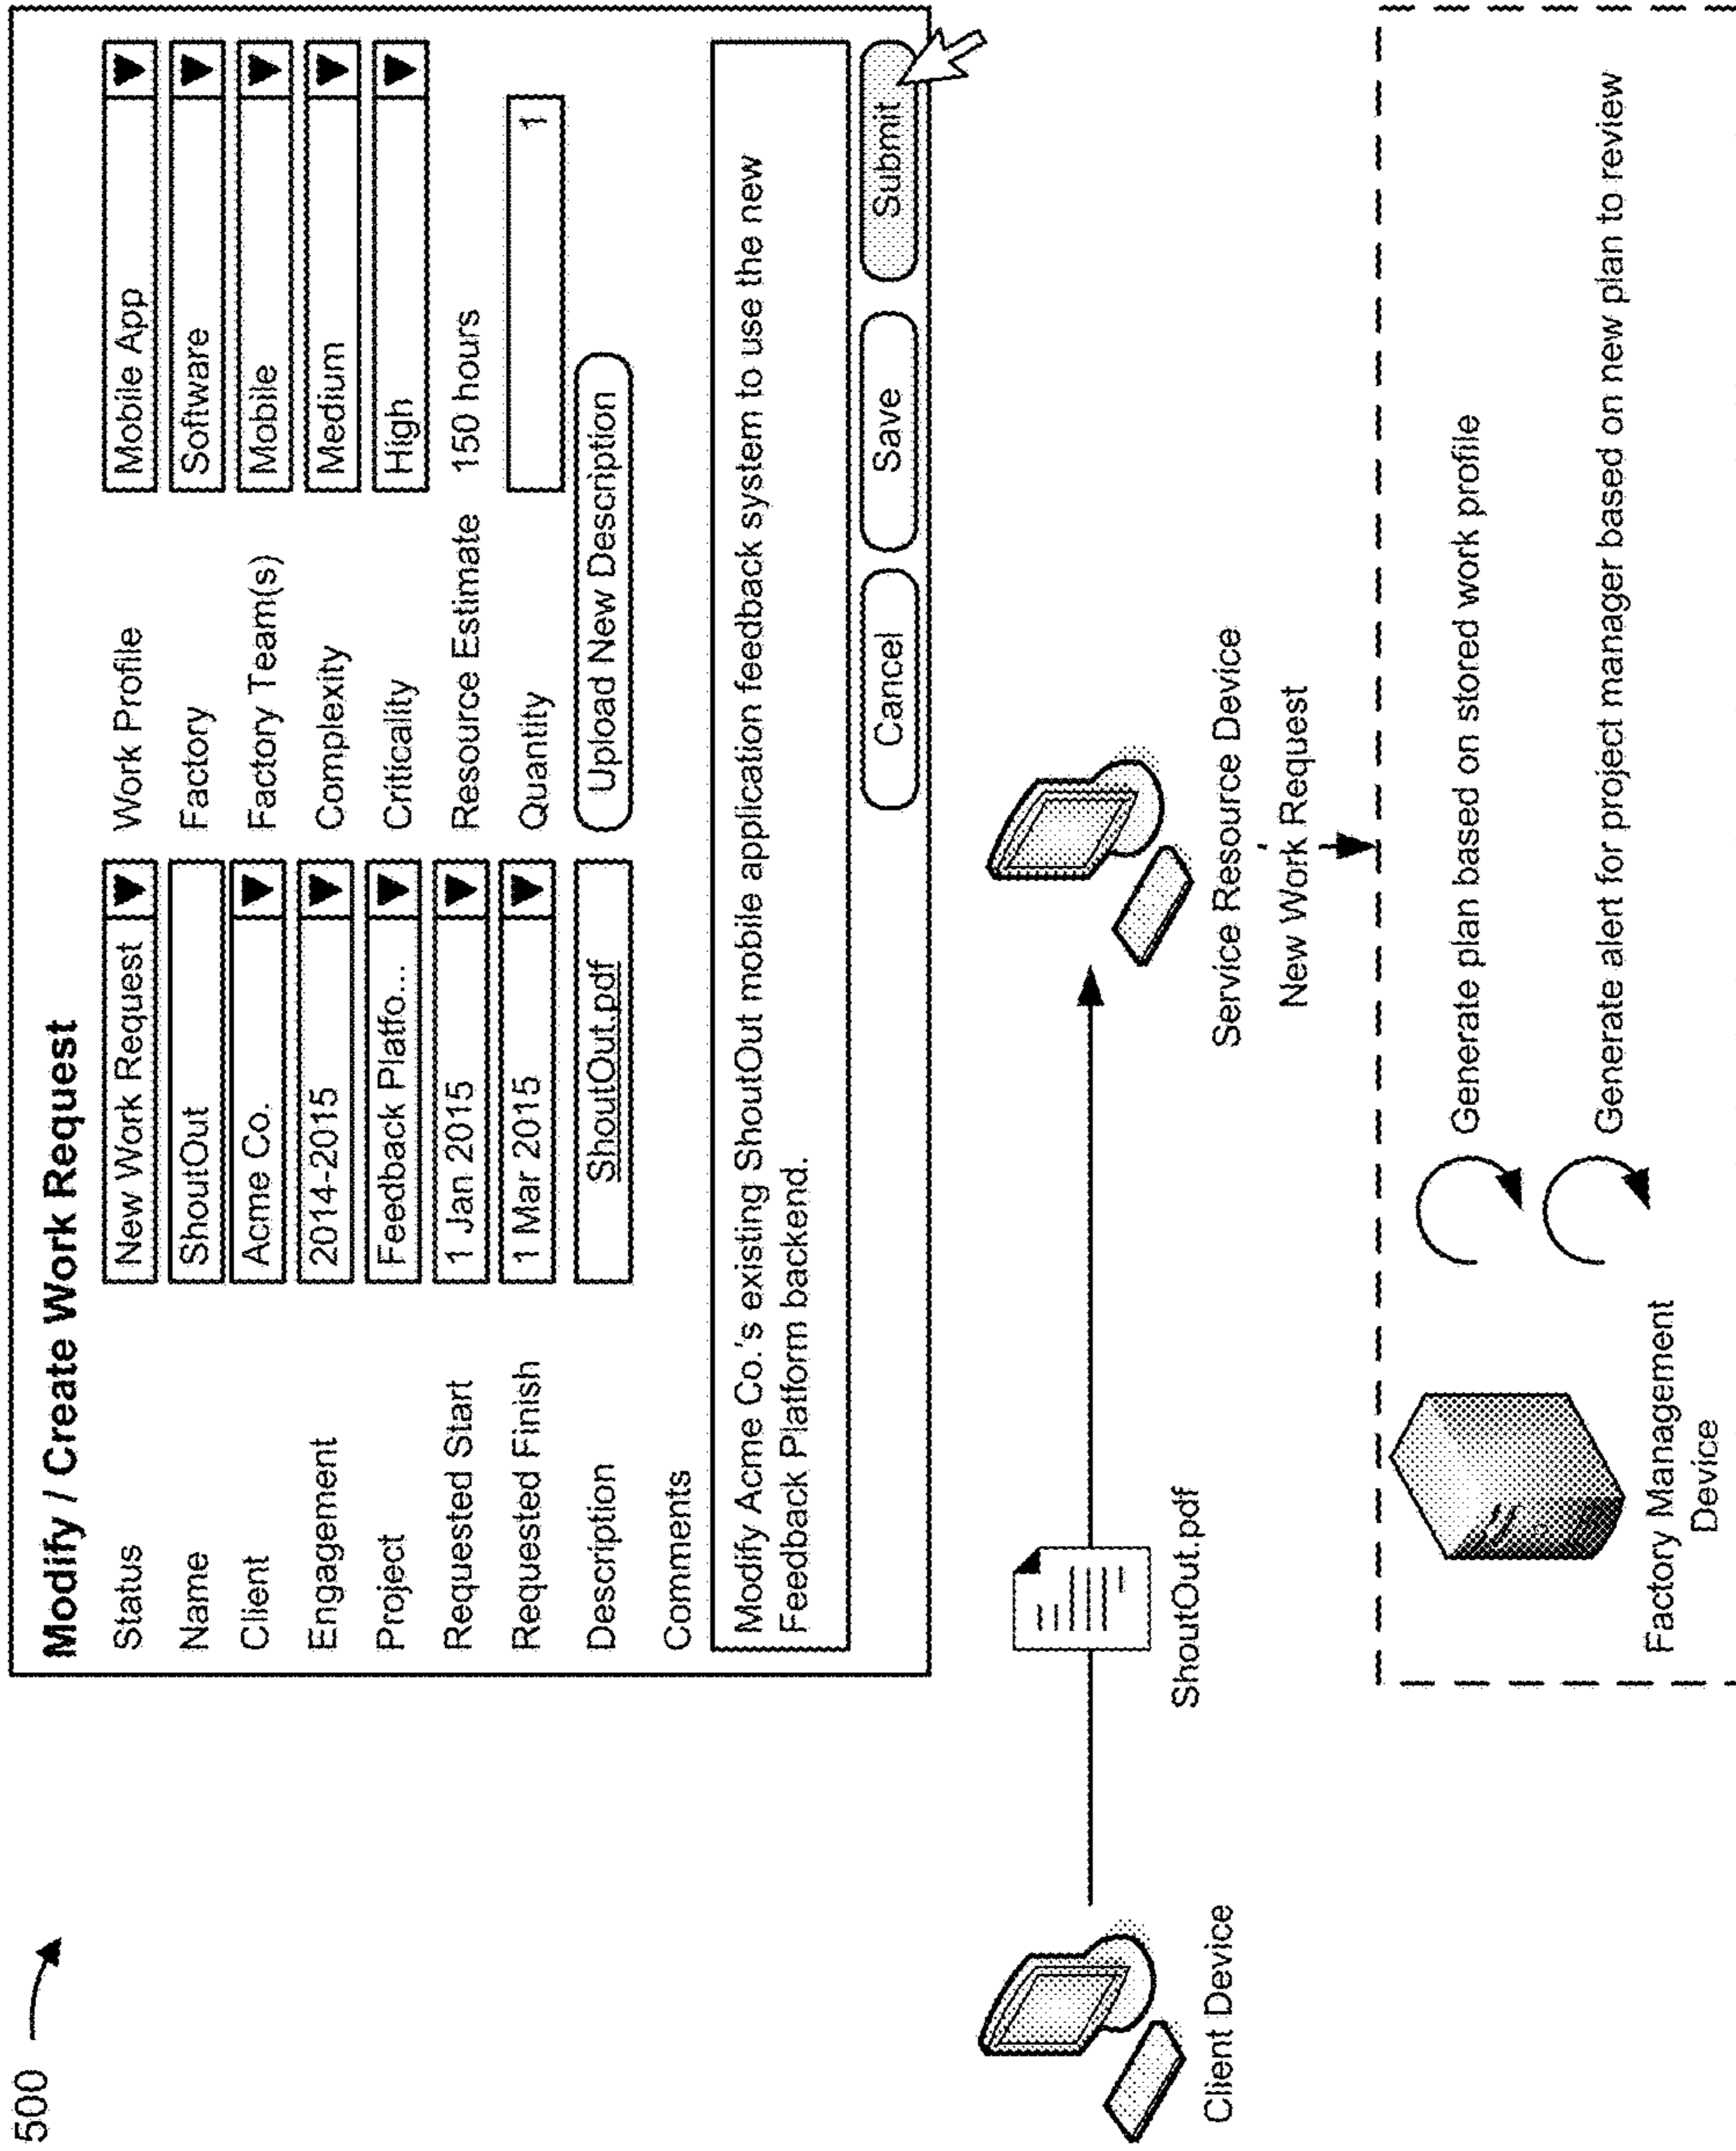 500
Modify / Create Work Request
Status New Work Request Work Profile Mobile App
Name ShoutOut Factory Software
Client Acme Co. Factory Team(s) Mobile
Engagement 2014-2015 Complexity Medium
Project Feedback Platfo... Criticality High
Requested Start 1 Jan 2015 Resource Estimate 150 hours
Requested Finish 1 Mar 2015 Quantity 1
Description ShoutOut.pdf Upload New Description
Comments
Modify Acme Co.'s existing ShoutOut mobile application feedback system to use the new
Feedback Platform backend.
Cancel Save Submit
ShoutOut.pdf
Client Device
Service Resource Device
New Work Request
Generate plan based on stored work profile
Generate alert for project manager based on new plan to review
Factory Management
Device